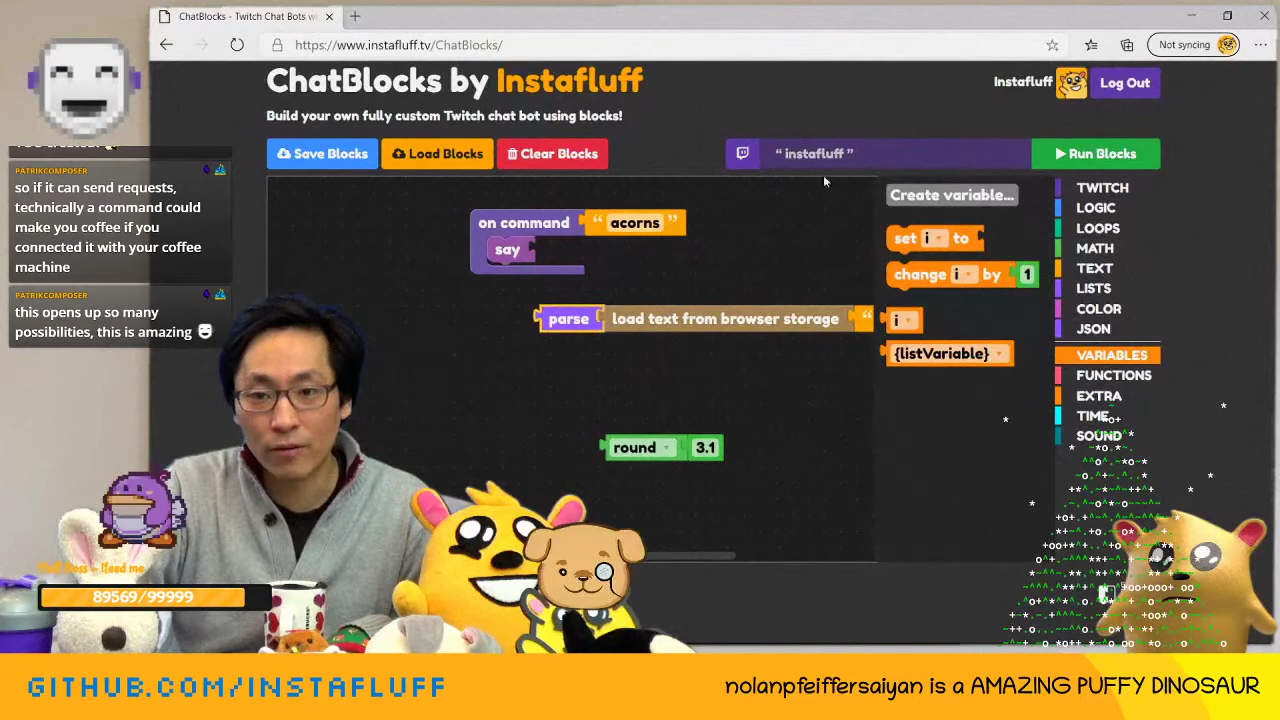 ChatBlocks - Twitch Chat Bots wi
Not syncing
https://www.instafluff.tv/ChatBlocks/
ChatBlocks by Instafluff
Instafluff
Log Out
Build your own fully custom Twitch chat bot using blocks!
Save Blocks
Load Blocks
Clear Blocks
“ instafluff ”
Run Blocks
PATRIKCOMPOSER
so if it can send requests,
technically a command could
make you coffee if you
connected it with your coffee
machine
PATRIKCOMPOSER
this opens up so many
possibilities, this is amazing
on command “ acorns ”
say
parse load text from browser storage “
round 3.1
Create variable...
set i to
change i by 1
i
{listVariable}
TWITCH
LOGIC
LOOPS
MATH
TEXT
LISTS
COLOR
JSON
VARIABLES
FUNCTIONS
EXTRA
TIME
SOUND
89569/99999
GITHUB.COM/INSTAFLUFF
nolanpfeiffersaiyan is a AMAZING PUFFY DINOSAUR